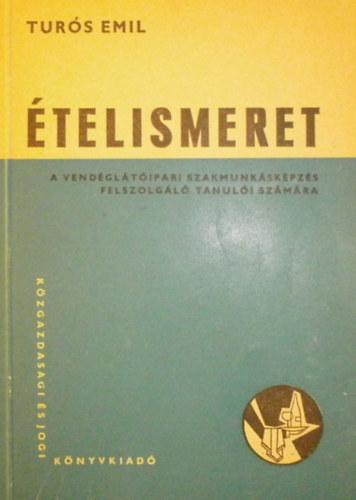 TURÓS EMIL
ÉTELISMERET
A VENDÉGLÁTÓIPARI SZAKMUNKÁSKÉPZÉS
FELSZOLGÁLÓ TANULÓI SZÁMÁRA
KÖZGAZDASÁGI ÉS JOGI
KÖNYVKIADÓ